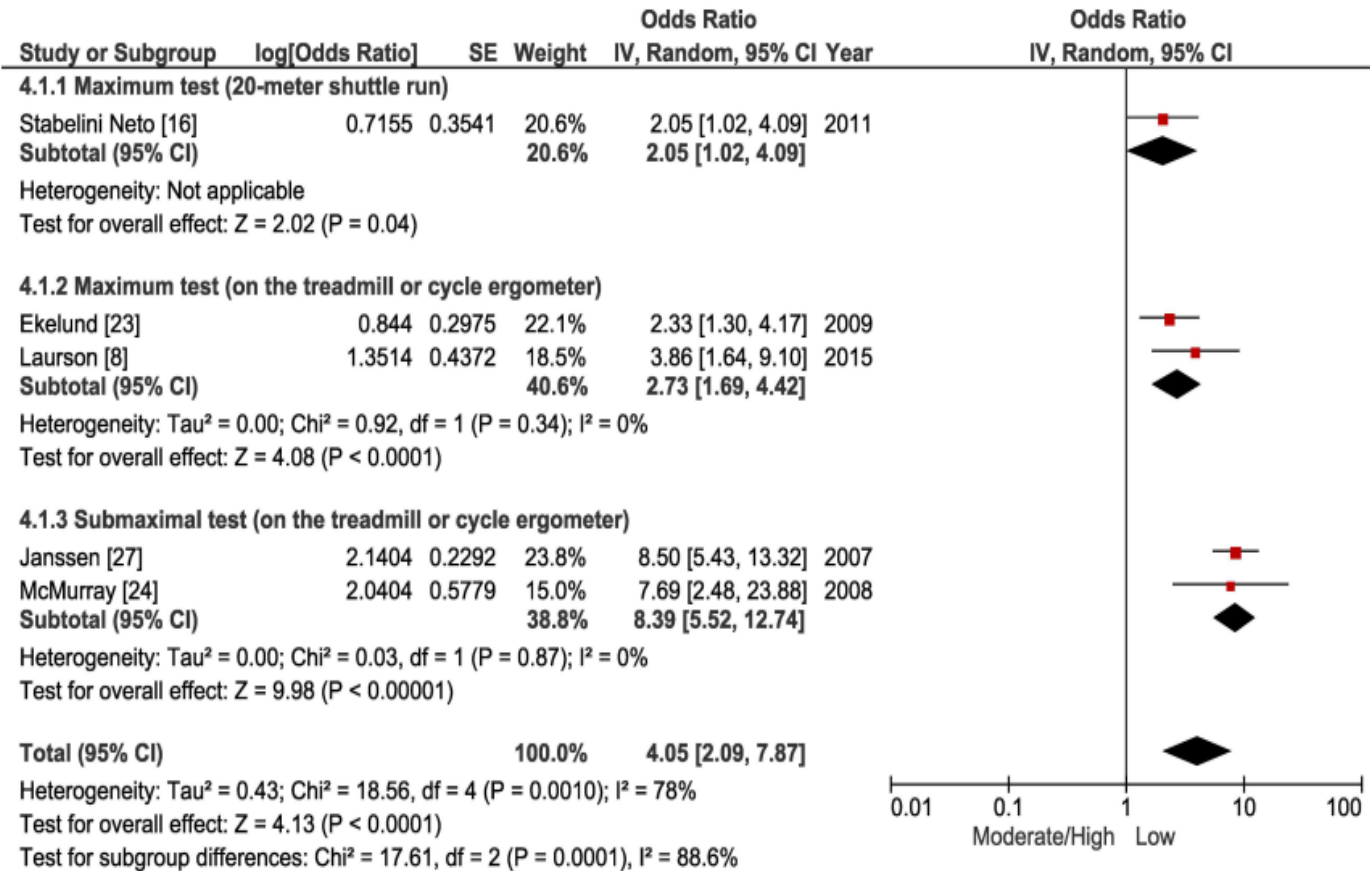 Odds Ratio Odds Ratio
Study or Subgroup log[Odds Ratio] SE Weight IV, Random, 95% CI Year IV, Random, 95% CI
4.1.1 Maximum test (20-meter shuttle run)
Stabelini Neto [16] 0.7155 0.3541 20.6% 2.05 [1.02, 4.09] 2011
Subtotal (95% CI) 20.6% 2.05 [1.02, 4.09]
Heterogeneity: Not applicable
Test for overall effect: Z = 2.02 (P = 0.04)
4.1.2 Maximum test (on the treadmill or cycle ergometer)
Ekelund [23] 0.844 0.2975 22.1% 2.33 [1.30, 4.17] 2009
Laurson [8] 1.3514 0.4372 18.5% 3.86 [1.64, 9.10] 2015
Subtotal (95% CI) 40.6% 2.73 [1.69, 4.42]
Heterogeneity: Tau² = 0.00; Chi² = 0.92, df = 1 (P = 0.34); I² = 0%
Test for overall effect: Z = 4.08 (P < 0.0001)
4.1.3 Submaximal test (on the treadmill or cycle ergometer)
Janssen [27] 2.1404 0.2292 23.8% 8.50 [5.43, 13.32] 2007
McMurray [24] 2.0404 0.5779 15.0% 7.69 [2.48, 23.88] 2008
Subtotal (95% CI) 38.8% 8.39 [5.52, 12.74]
Heterogeneity: Tau² = 0.00; Chi² = 0.03, df = 1 (P = 0.87); I² = 0%
Test for overall effect: Z = 9.98 (P < 0.00001)
Total (95% CI) 100.0% 4.05 [2.09, 7.87]
Heterogeneity: Tau² = 0.43; Chi² = 18.56, df = 4 (P = 0.0010); I² = 78%
Test for overall effect: Z = 4.13 (P < 0.0001)
Test for subgroup differences: Chi² = 17.61, df = 2 (P = 0.0001), I² = 88.6%
0.01 0.1 1 10 100
Moderate/High Low